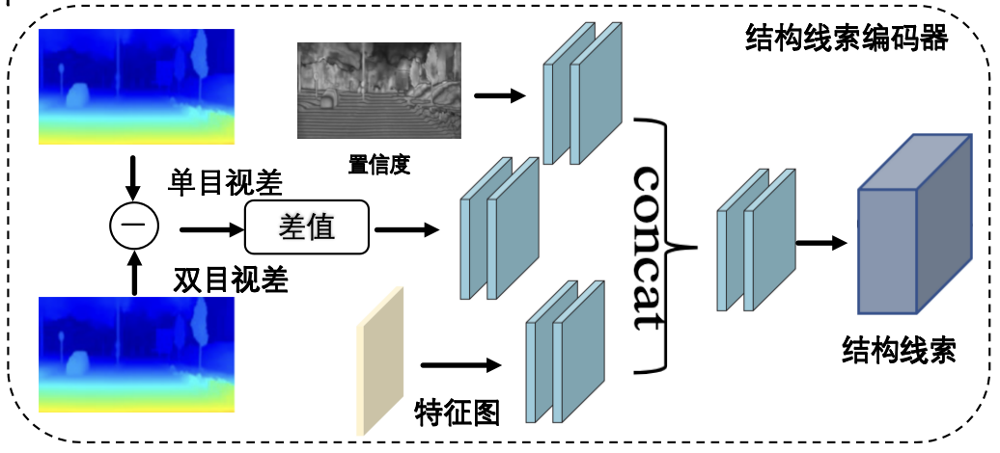 结构线索编码器
置信度
单目视差
差值
双目视差
concat
特征图
结构线索